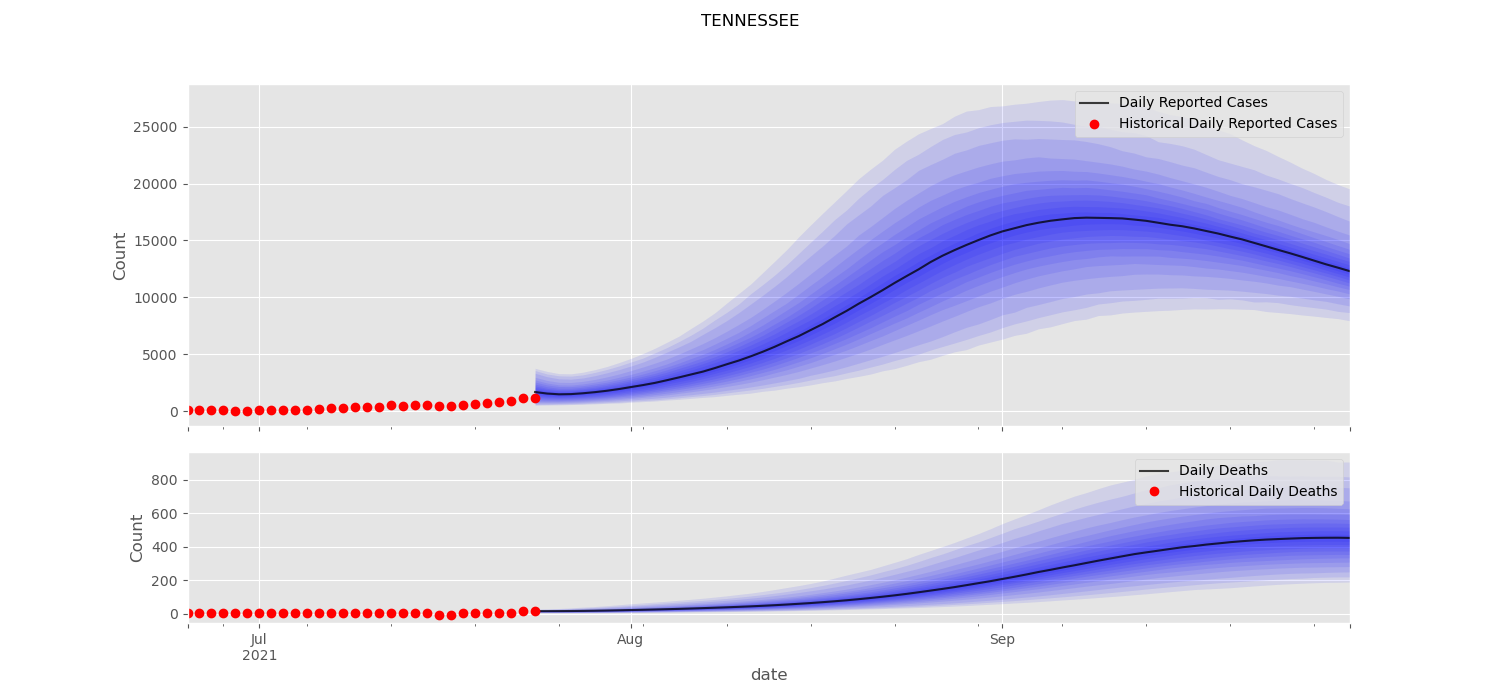 TENNESSEE
Daily Reported Cases
Historical Daily Reported Cases
25000
20000
15000
10000
5000
0
Count
Daily Deaths
Historical Daily Deaths
800
600
400
200
0
Count
Jul Aug Sep
2021
date